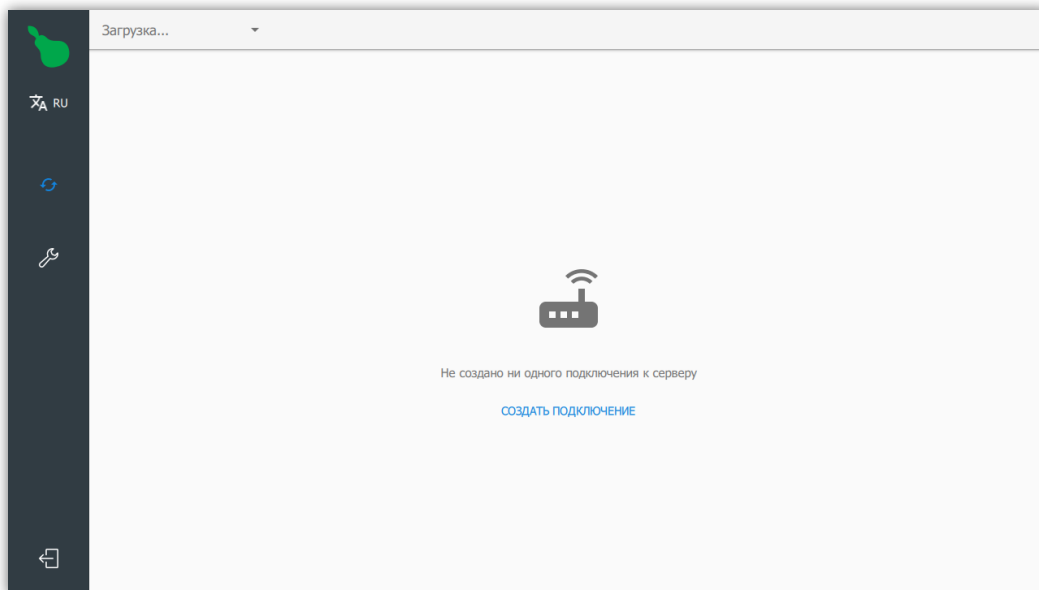 Загрузка...
RU
Не создано ни одного подключения к серверу
СОЗДАТЬ ПОДКЛЮЧЕНИЕ